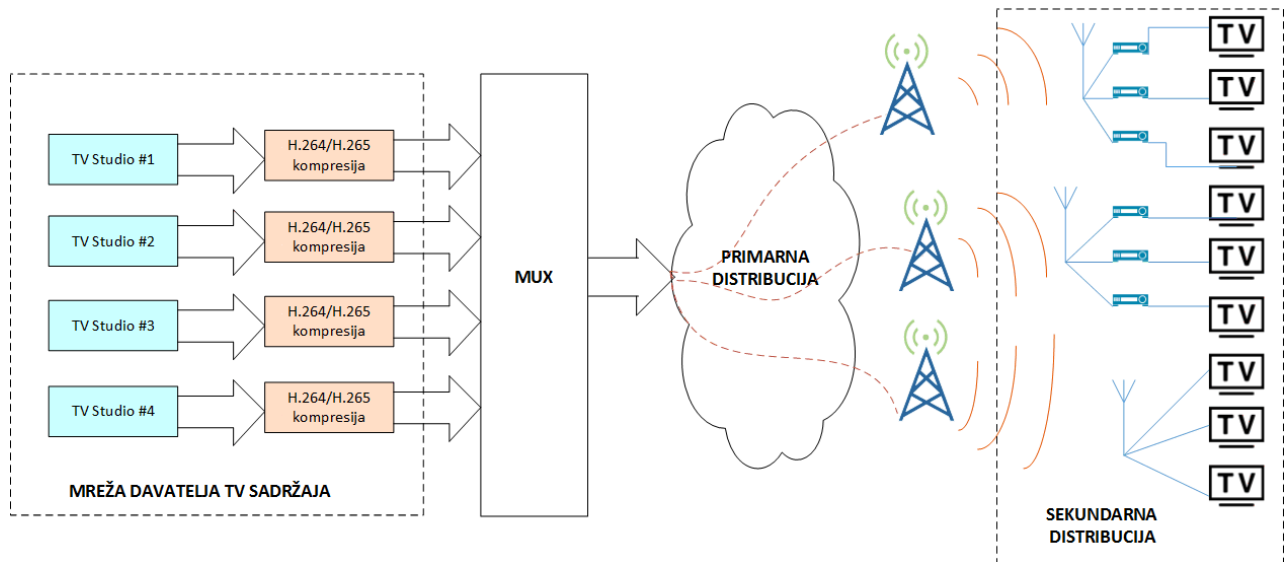 TV Studio #1
H.264/H.265
kompresija
TV Studio #2
H.264/H.265
kompresija
TV Studio #3
H.264/H.265
kompresija
TV Studio #4
H.264/H.265
kompresija
MREŽA DAVATELJA TV SADRŽAJA
MUX
PRIMARNA
DISTRIBUCIJA
TV
TV
TV
TV
TV
TV
TV
TV
TV
SEKUNDARNA
DISTRIBUCIJA